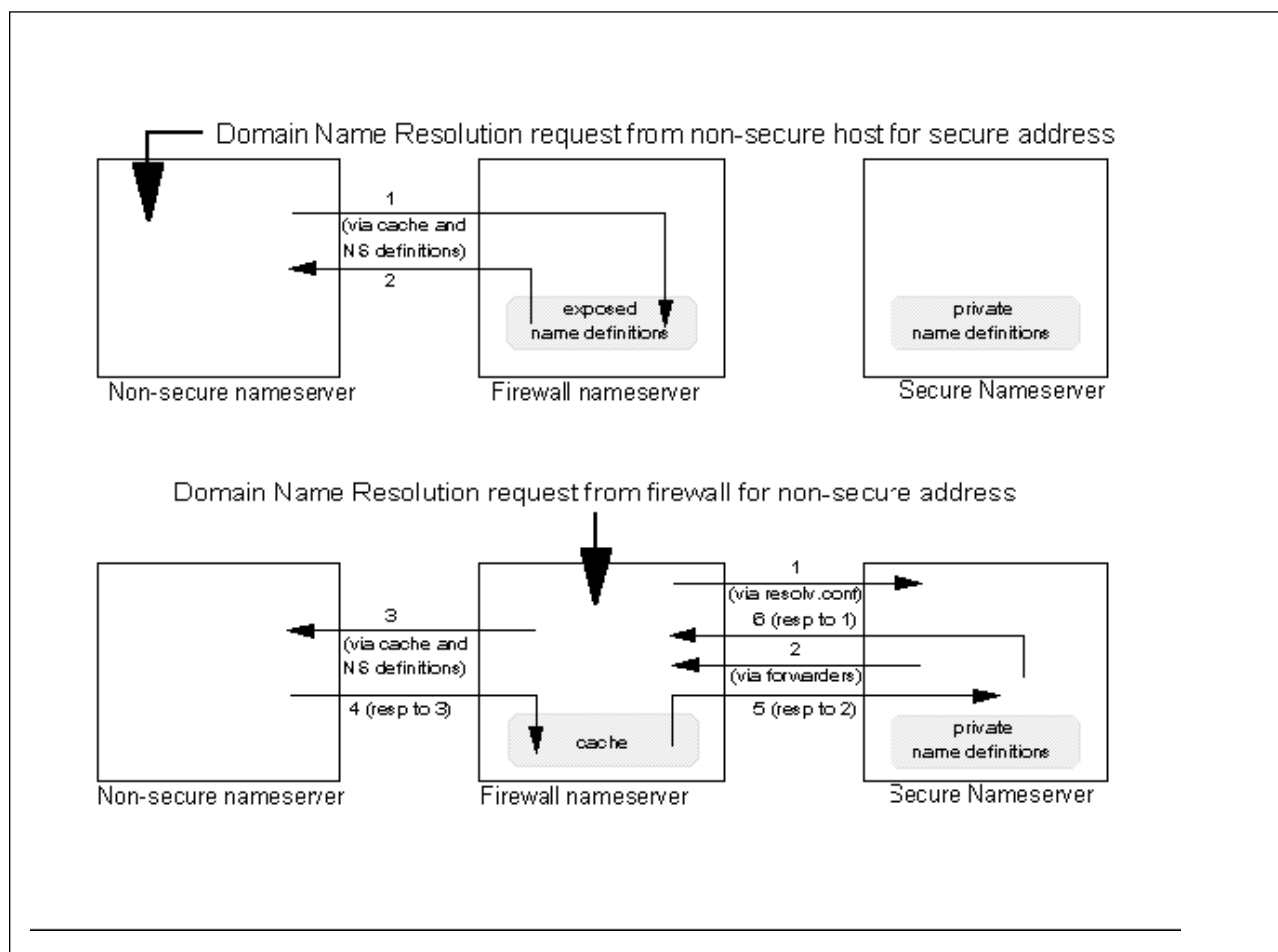 Domain Name Resolution request from non-secure host for secure address
1
(via cache and
NS definitions)
2
exposed
name definitions
private
name definitions
Non-secure nameserver
Firewall nameserver
Secure Nameserver
Domain Name Resolution request from firewall for non-secure address
1
(via resolv.conf)
6 (resp to 1)
3
(via cache and
NS definitions)
2
(via forwarders)
4 (resp to 3)
5 (resp to 2)
cache
private
name definitions
Non-secure nameserver
Firewall nameserver
Secure Nameserver